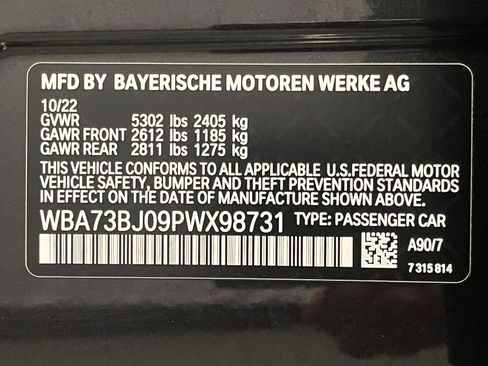 MFD BY BAYERISCHE MOTOREN WERKE AG
10/22
GVWR 5302 lbs 2405 kg
GAWR FRONT 2612 lbs 1185 kg
GAWR REAR 2811 lbs 1275 kg
THIS VEHICLE CONFORMS TO ALL APPLICABLE U.S.FEDERAL MOTOR
VEHICLE SAFETY, BUMPER AND THEFT PREVENTION STANDARDS
IN EFFECT ON THE DATE OF MANUFACTURE SHOWN ABOVE.
WBA73BJ09PWX98731 TYPE: PASSENGER CAR
A90/7
7 315 814